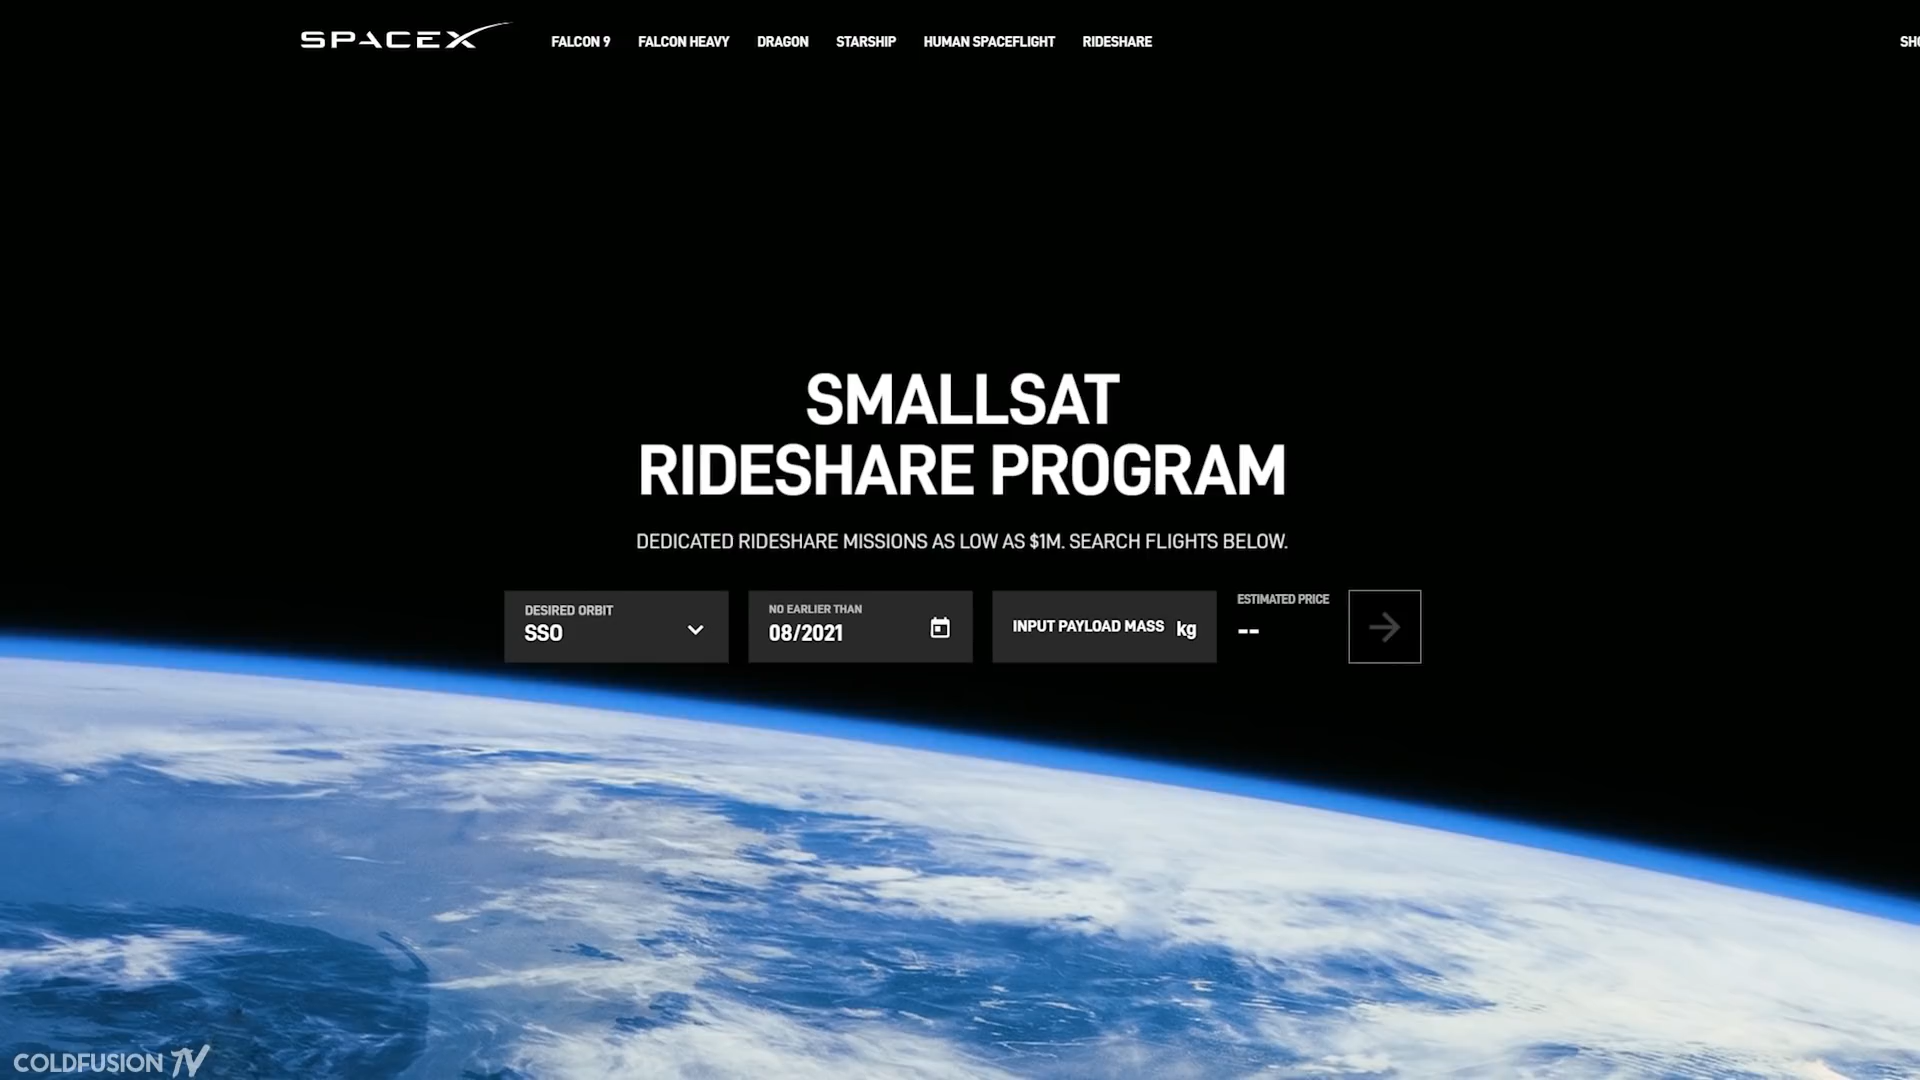 SPACEX
FALCON 9 FALCON HEAVY DRAGON STARSHIP HUMAN SPACEFLIGHT RIDESHARE
SHO
SMALLSAT
RIDESHARE PROGRAM
DEDICATED RIDESHARE MISSIONS AS LOW AS $1M. SEARCH FLIGHTS BELOW.
DESIRED ORBIT
SSO
NO EARLIER THAN
08/2021
INPUT PAYLOAD MASS kg
ESTIMATED PRICE
--
COLDFUSION TV